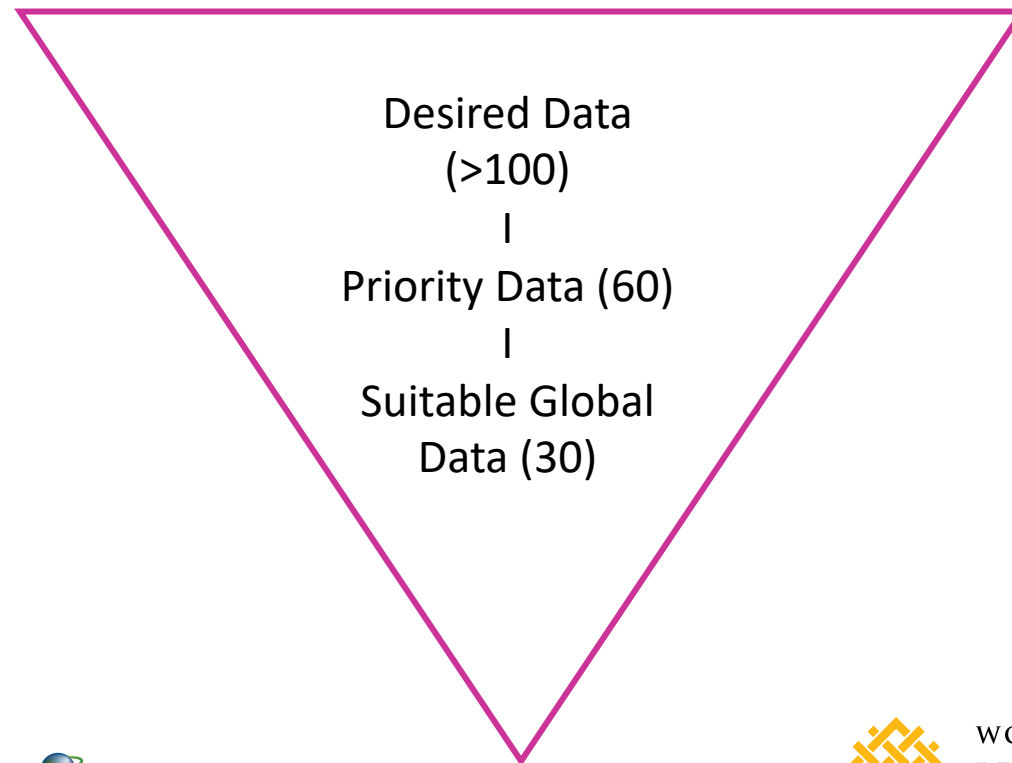 Desired Data
(>100)
I
Priority Data (60)
I
Suitable Global
Data (30)